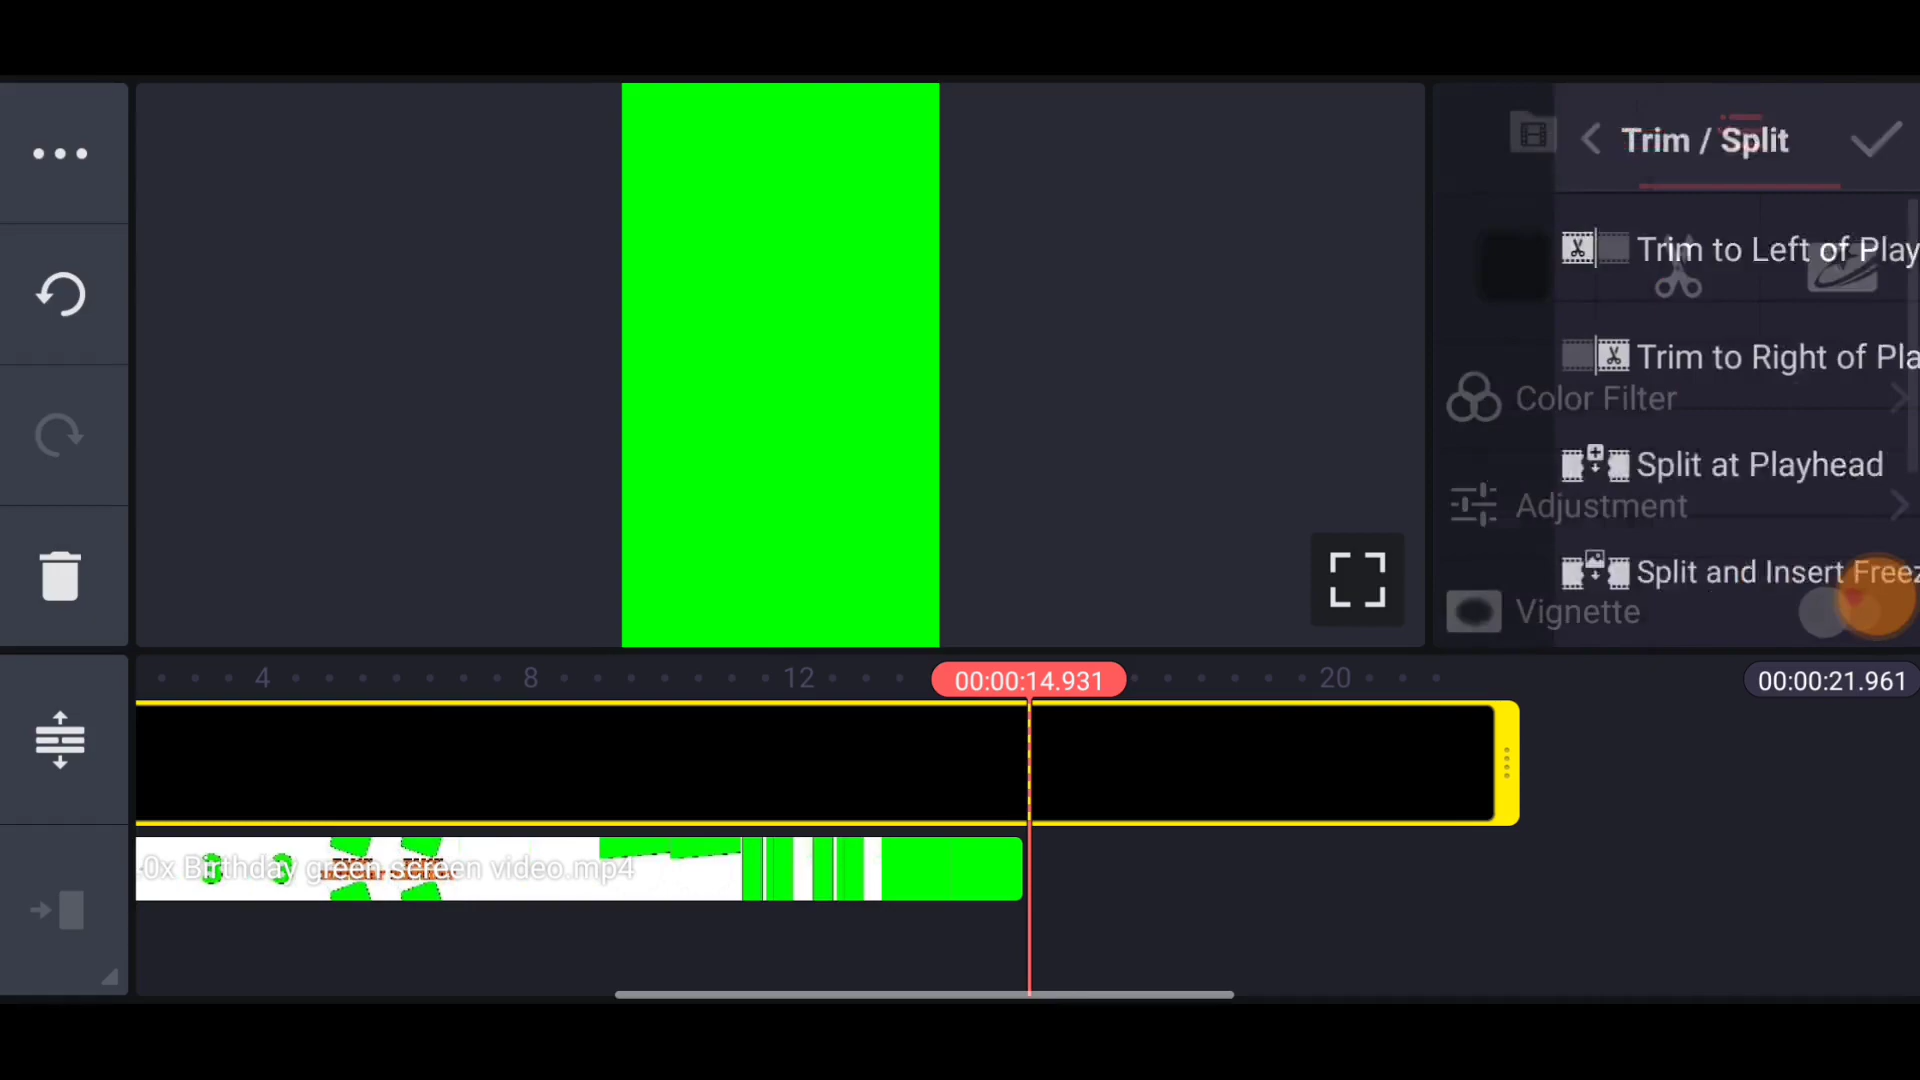 Trim / Split
Trim to Left of Play
Trim to Right of Pla
Color Filter
Split at Playhead
Adjustment
Split and Insert Freez
Vignette
4 8 12 00:00:14.931 20 00:00:21.961
0x Birthday green screen video.mp4